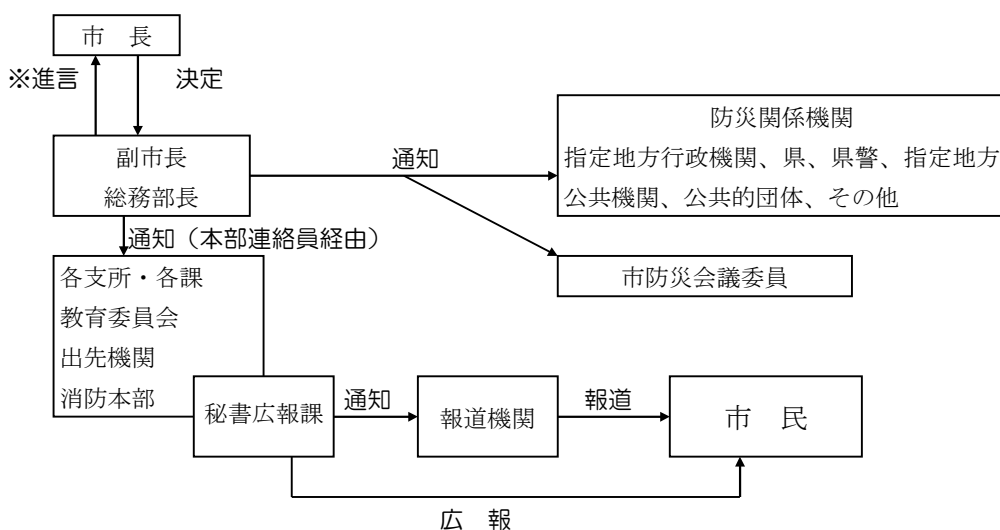 市　長
※進言
決定
副市長
総務部長
通知
防災関係機関
指定地方行政機関、県、県警、指定地方
公共機関、公共的団体、その他
通知（本部連絡員経由）
市防災会議委員
各支所・各課
教育委員会
出先機関
消防本部
秘書広報課
通知
報道機関
報道
市　民
広　報